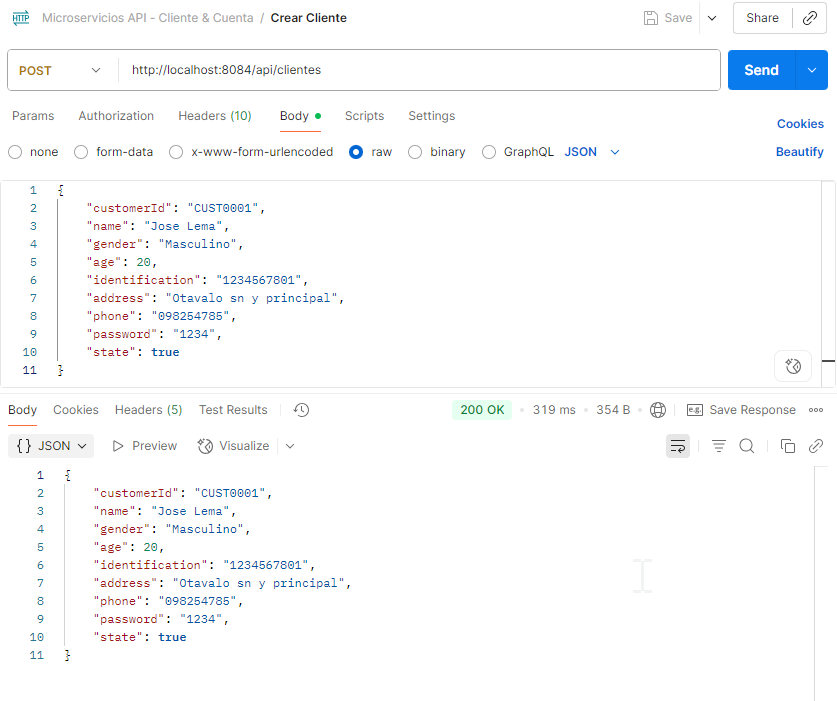 HTTP Microservicios API - Cliente & Cuenta / Crear Cliente Save Share
POST http://localhost:8084/api/clientes Send
Params Authorization Headers (10) Body Scripts Settings Cookies
none form-data x-www-form-urlencoded raw binary GraphQL JSON Beautify
1 {
2 "customerId": "CUST0001",
3 "name": "Jose Lema",
4 "gender": "Masculino",
5 "age": 20,
6 "identification": "1234567801",
7 "address": "Otavalo sn y principal",
8 "phone": "098254785",
9 "password": "1234",
10 "state": true
11 }
Body Cookies Headers (5) Test Results 200 OK 319 ms 354 B e.g. Save Response
{} JSON Preview Visualize
1 {
2 "customerId": "CUST0001",
3 "name": "Jose Lema",
4 "gender": "Masculino",
5 "age": 20,
6 "identification": "1234567801",
7 "address": "Otavalo sn y principal",
8 "phone": "098254785",
9 "password": "1234",
10 "state": true
11 }